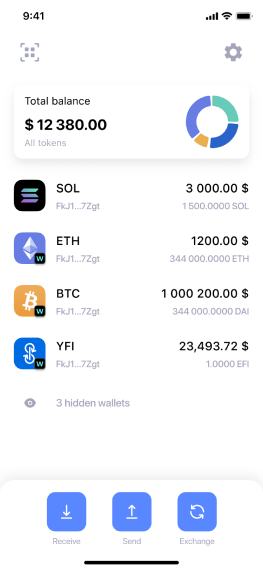 9:41
Total balance
$ 12 380.00
All tokens
SOL 3 000.00 $
FkJ1...7Zgt 1 500.0000 SOL
ETH 1200.00 $
W FkJ1...7Zgt 344 000.0000 ETH
BTC 1 000 200.00 $
W FkJ1...7Zgt 344 000.0000 DAI
YFI 23,493.72 $
W FkJ1...7Zgt 1.0000 EFI
3 hidden wallets
Receive Send Exchange